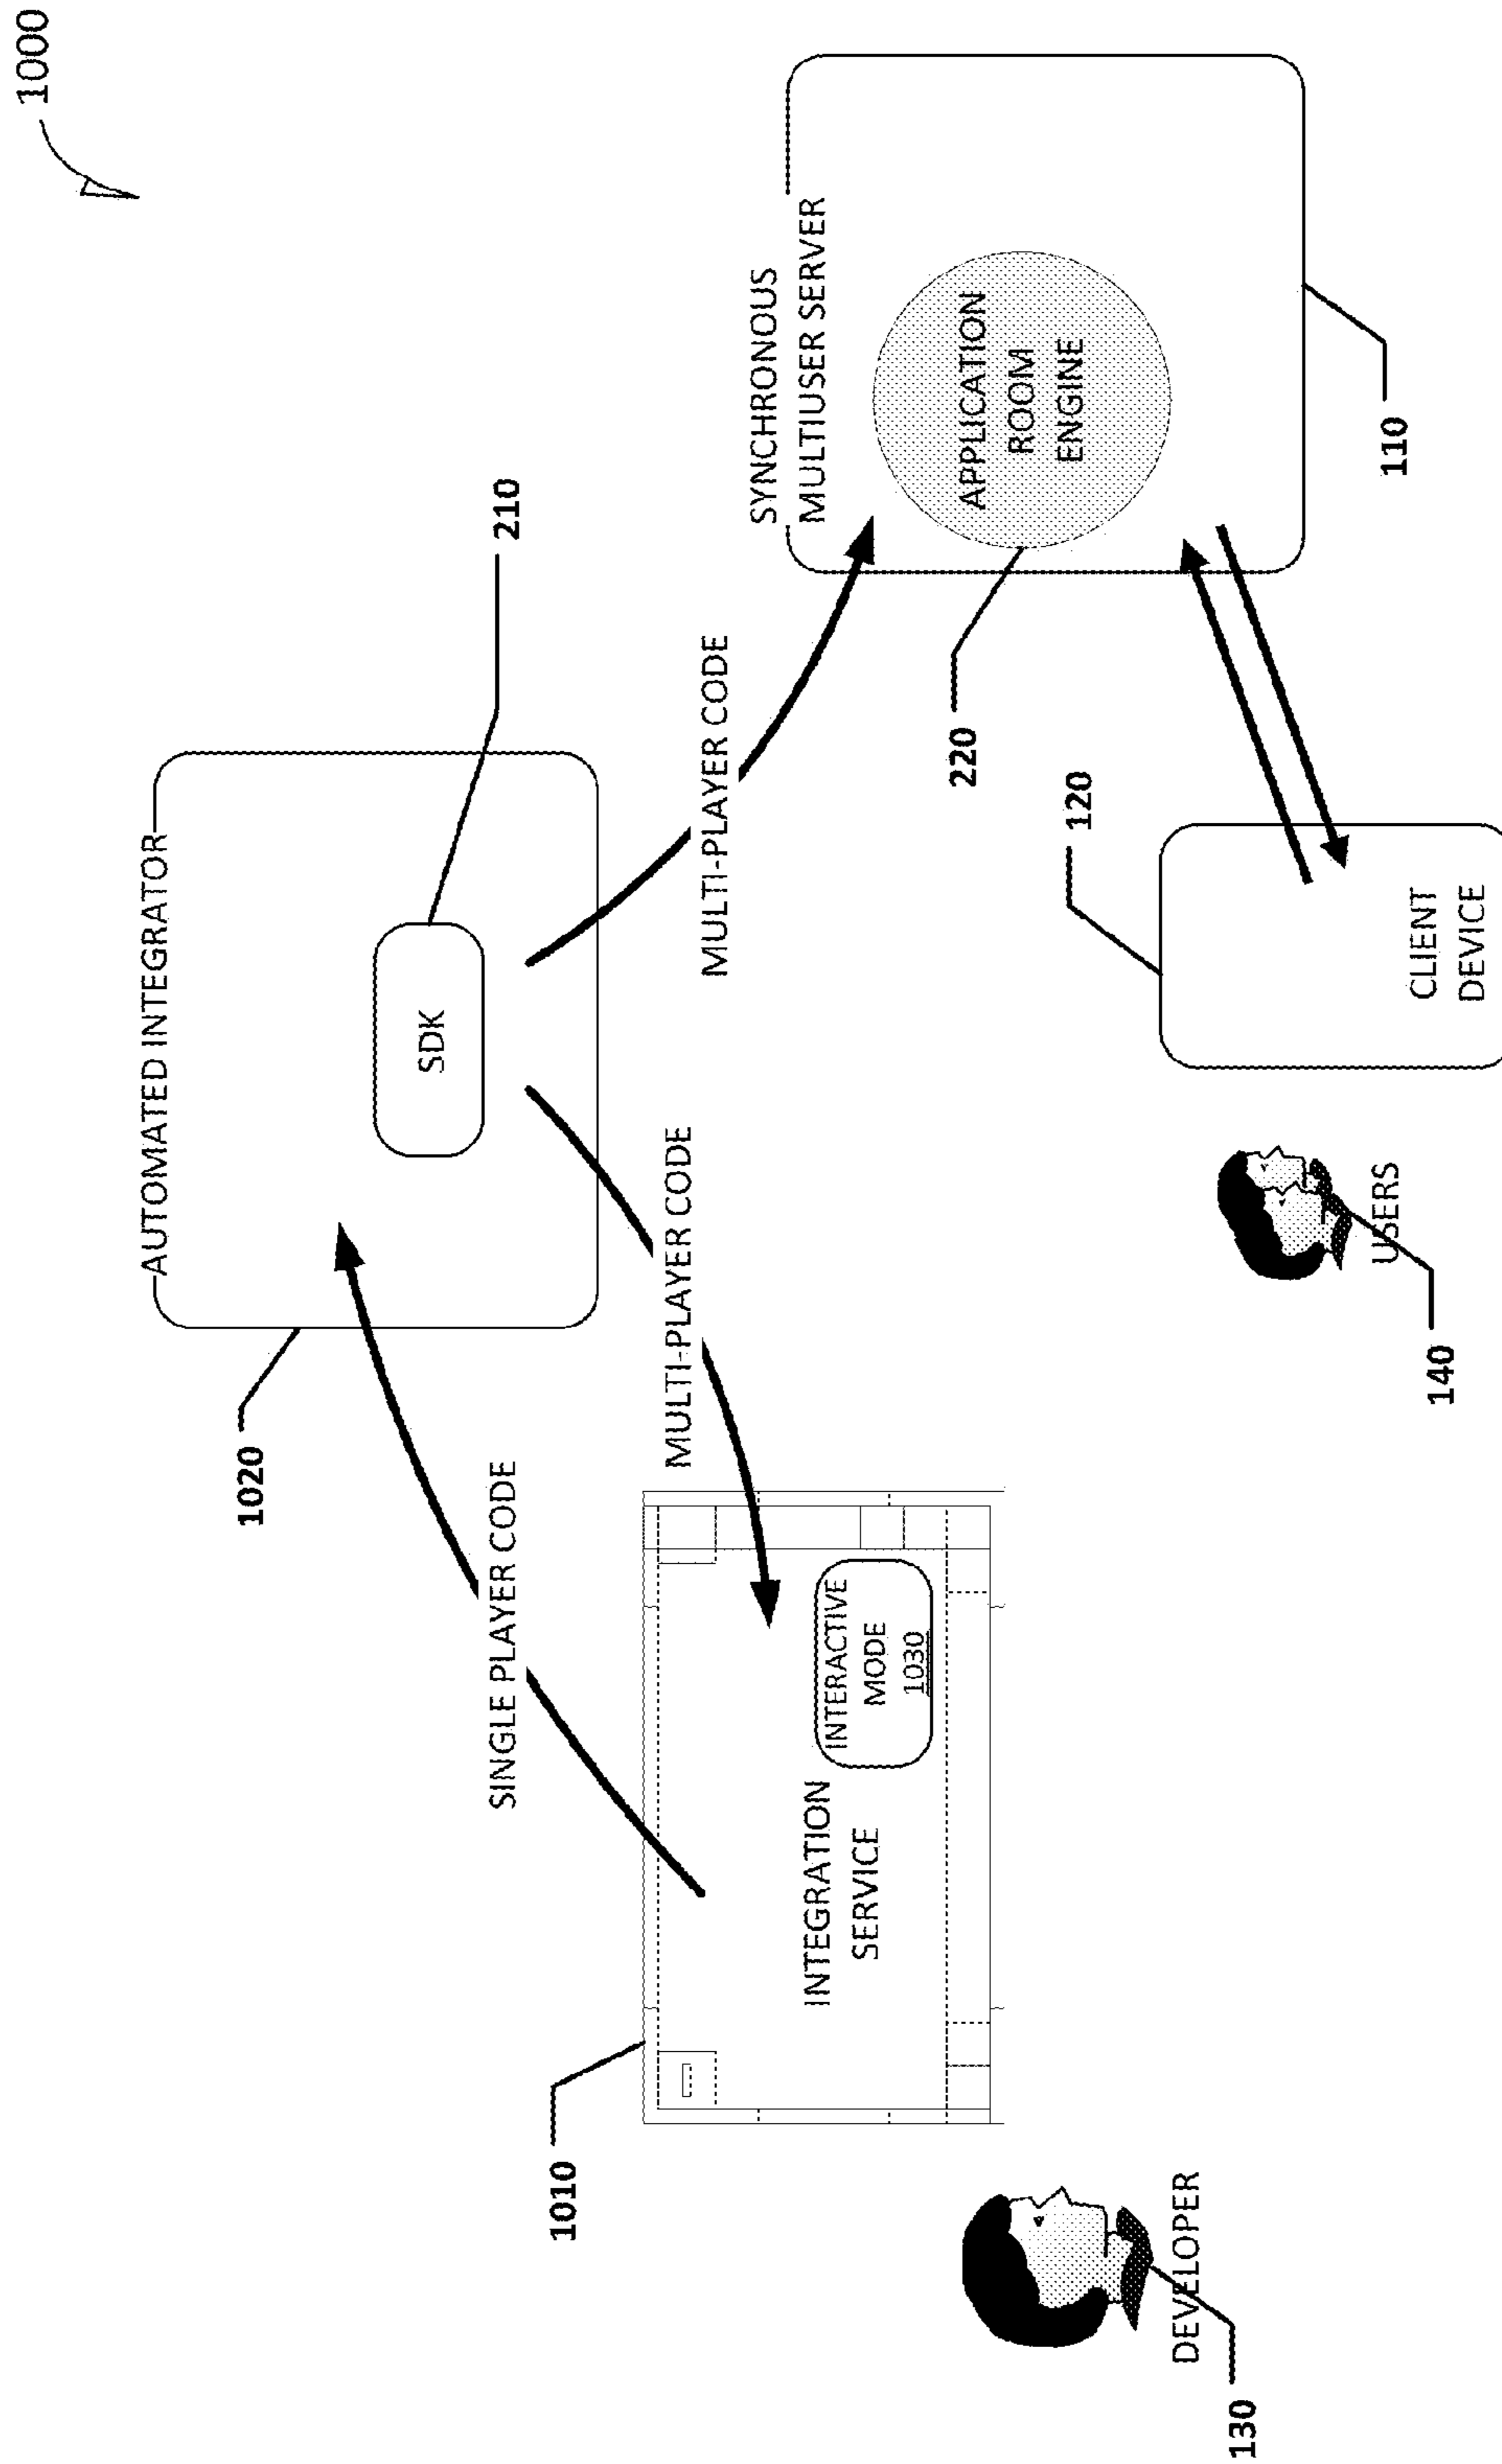 1000
AUTOMATED INTEGRATOR
1020
SDK
210
SINGLE PLAYER CODE
MULTI-PLAYER CODE
MULTI-PLAYER CODE
1010
INTEGRATION
SERVICE
INTERACTIVE
MODE
1030
SYNCHRONOUS
MULTIUSER SERVER
APPLICATION
ROOM
ENGINE
220
110
120
CLIENT
DEVICE
USERS
140
DEVELOPER
130